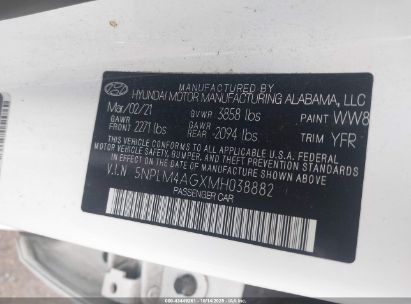 MANUFACTURED BY
HYUNDAI MOTOR MANUFACTURING ALABAMA, LLC
Mar/02/21 GVWR 3858 lbs PAINT WW8
GAWR FRONT 2271 lbs GAWR REAR 2094 lbs TRIM YFR
THIS VEHICLE CONFORMS TO ALL APPLICABLE U.S. FEDERAL
MOTOR VEHICLE SAFETY, BUMPER, AND THEFT PREVENTION STANDARDS
IN EFFECT ON THE DATE OF MANUFACTURE SHOWN ABOVE.
V.I.N 5NPLM4AGXMH038882
PASSENGER CAR